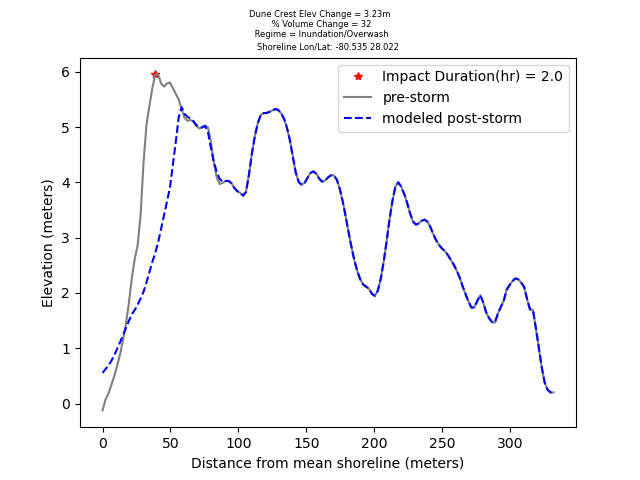 Dune Crest Elev Change = 3.23m
% Volume Change = 32
Regime = Inundation/Overwash
Shoreline Lon/Lat: -80.535 28.022
Impact Duration(hr) = 2.0
pre-storm
modeled post-storm
6
5
4
3
2
1
0
Elevation (meters)
0 50 100 150 200 250 300
Distance from mean shoreline (meters)